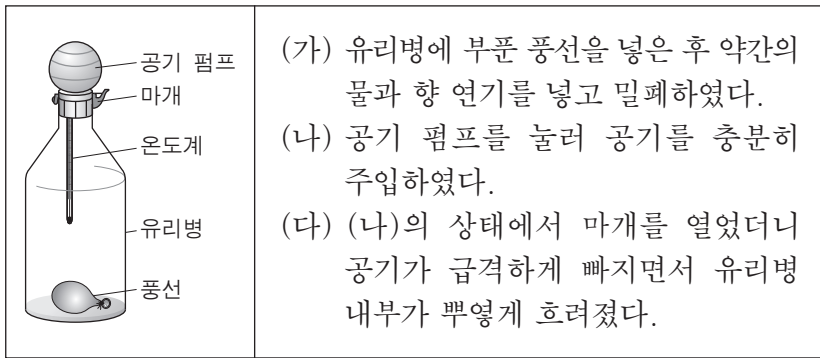 공기 펌프
마개
온도계
유리병
풍선
(가) 유리병에 부푼 풍선을 넣은 후 약간의
물과 향 연기를 넣고 밀폐하였다.
(나) 공기 펌프를 눌러 공기를 충분히
주입하였다.
(다) (나)의 상태에서 마개를 열었더니
공기가 급격하게 빠지면서 유리병
내부가 뿌옇게 흐려졌다.